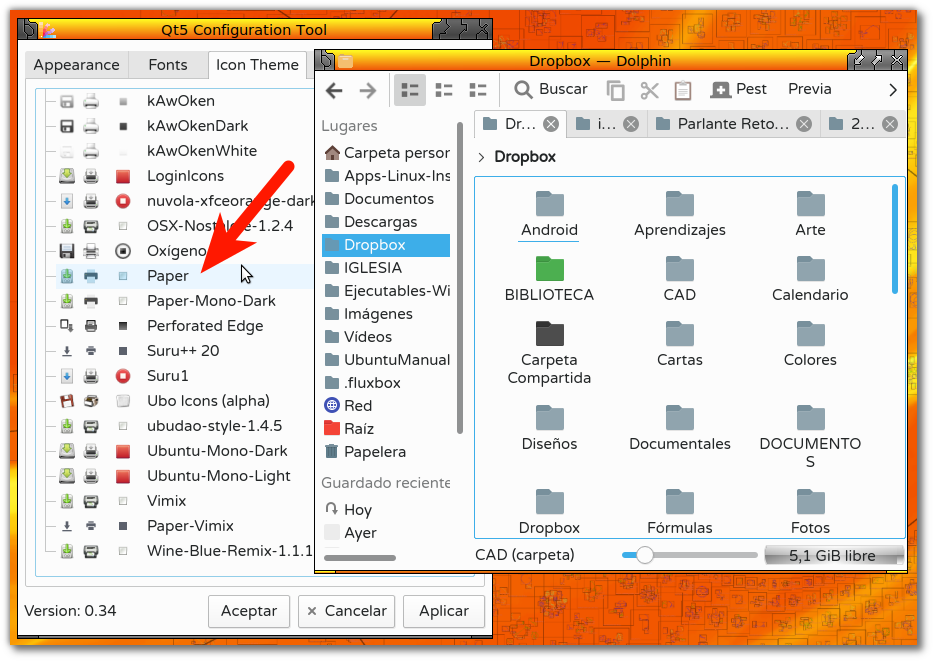 Qt5 Configuration Tool
Appearance
Fonts
Icon Theme
kAwOken
kAwOkenDark
kAwOkenWhite
LoginIcons
nuvola-xfceorange-dark
OSX-Nostalgie-1.2.4
Oxígeno
Paper
Paper-Mono-Dark
Perforated Edge
Suru++ 20
Suru1
Ubo Icons (alpha)
ubudao-style-1.4.5
Ubuntu-Mono-Dark
Ubuntu-Mono-Light
Vimix
Paper-Vimix
Wine-Blue-Remix-1.1.1
Version: 0.34
Aceptar
Cancelar
Aplicar
Dropbox — Dolphin
Buscar
Pest
Previa
Lugares
Carpeta persor
Apps-Linux-Ins
Documentos
Descargas
Dropbox
IGLESIA
Ejecutables-Wi
Imágenes
Vídeos
UbuntuManual
.fluxbox
Red
Raíz
Papelera
Guardado reciente
Hoy
Ayer
Dr...
i...
Parlante Reto...
2...
Dropbox
Android
Aprendizajes
Arte
BIBLIOTECA
CAD
Calendario
Carpeta
Compartida
Cartas
Colores
Diseños
Documentales
DOCUMENTO
S
Dropbox
Fórmulas
Fotos
CAD (carpeta)
5,1 GiB libre